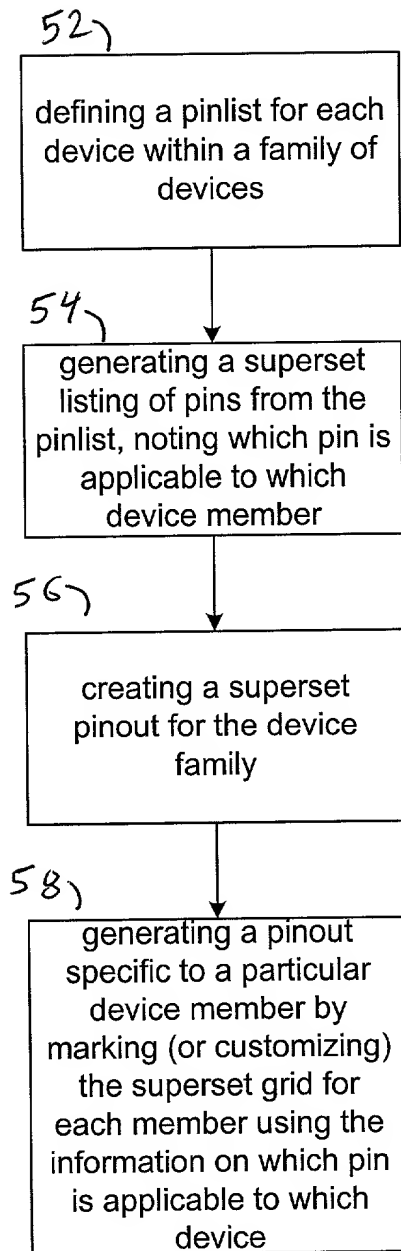 52
defining a pinlist for each
device within a family of
devices
54
generating a superset
listing of pins from the
pinlist, noting which pin is
applicable to which
device member
56
creating a superset
pinout for the device
family
58
generating a pinout
specific to a particular
device member by
marking (or customizing)
the superset grid for
each member using the
information on which pin
is applicable to which
device